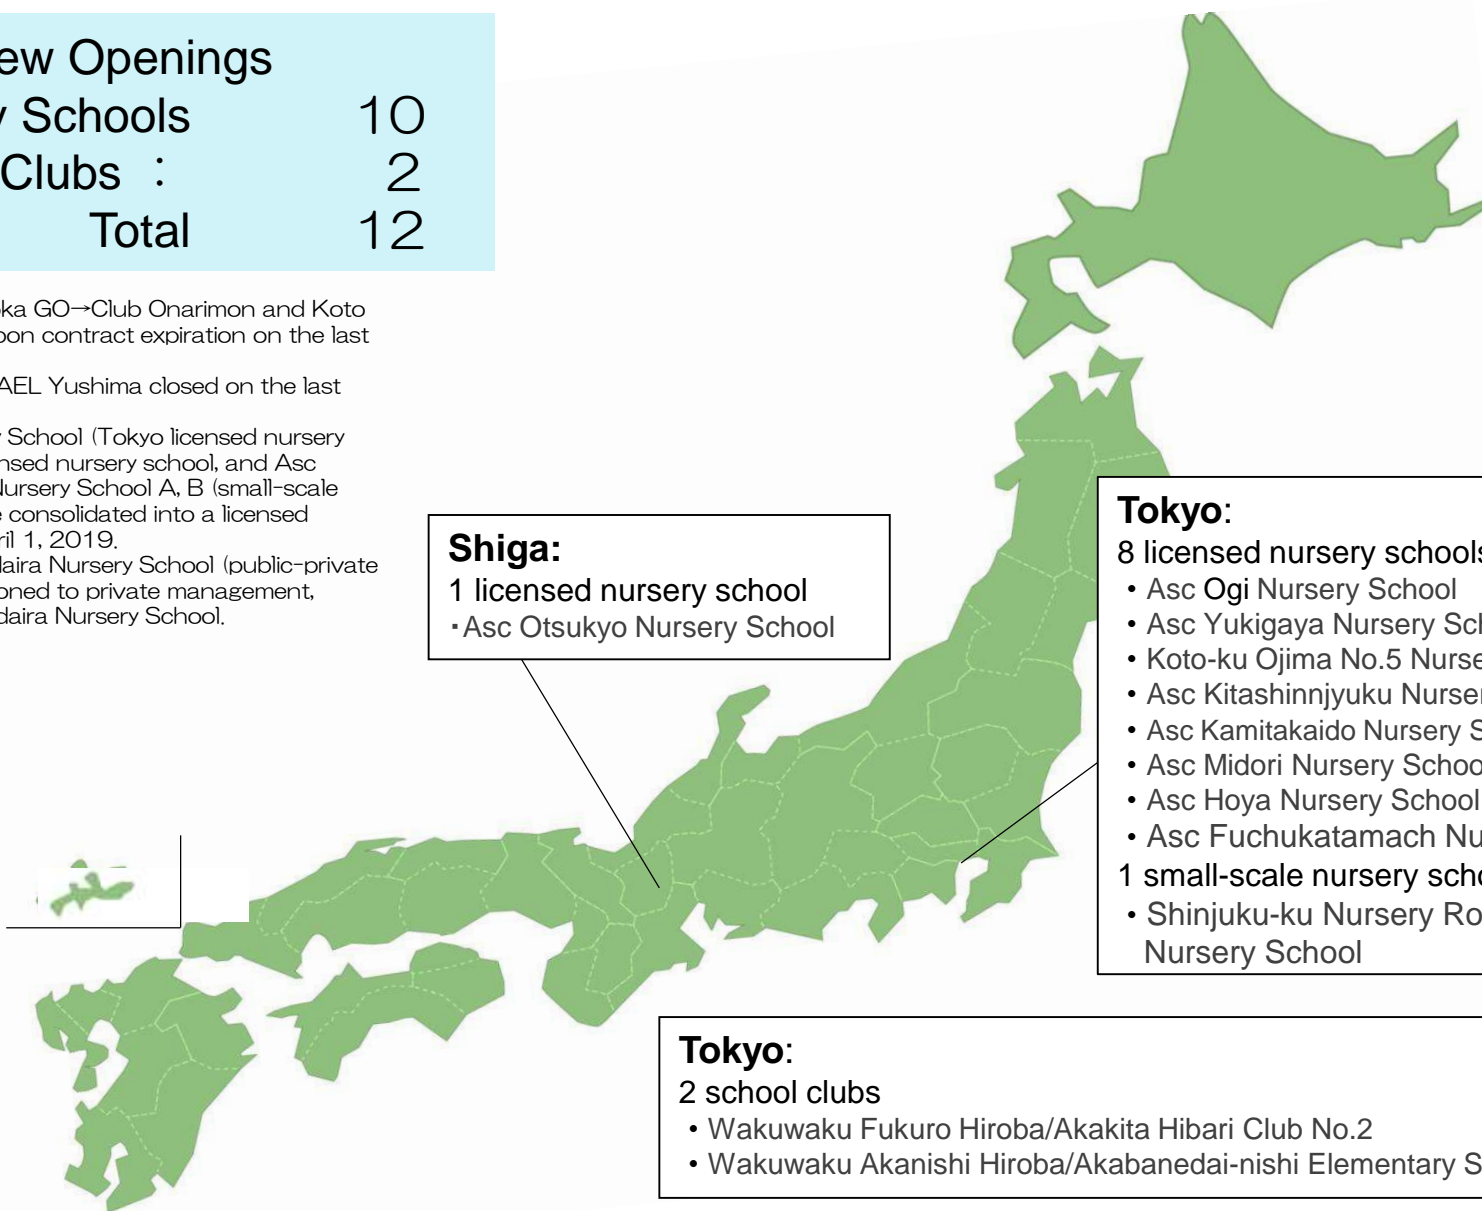 ew Openings
y Schools 10
Clubs : 2
Total 12
oka GO→Club Onarimon and Koto
pon contract expiration on the last
AEL Yushima closed on the last
y School (Tokyo licensed nursery
ensed nursery school, and Asc
Nursery School A, B (small-scale
e consolidated into a licensed
ril 1, 2019.
daira Nursery School (public-private
oned to private management,
daira Nursery School.
Shiga:
1 licensed nursery school
・Asc Otsukyo Nursery School
Tokyo:
8 licensed nursery schools
• Asc Ogi Nursery School
• Asc Yukigaya Nursery Sch
• Koto-ku Ojima No.5 Nurse
• Asc Kitashinnjyuku Nurser
• Asc Kamitakaido Nursery S
• Asc Midori Nursery Schoo
• Asc Hoya Nursery School
• Asc Fuchukatamach Nu
1 small-scale nursery scho
• Shinjuku-ku Nursery Ro
Nursery School
Tokyo:
2 school clubs
• Wakuwaku Fukuro Hiroba/Akakita Hibari Club No.2
• Wakuwaku Akanishi Hiroba/Akabanedai-nishi Elementary S